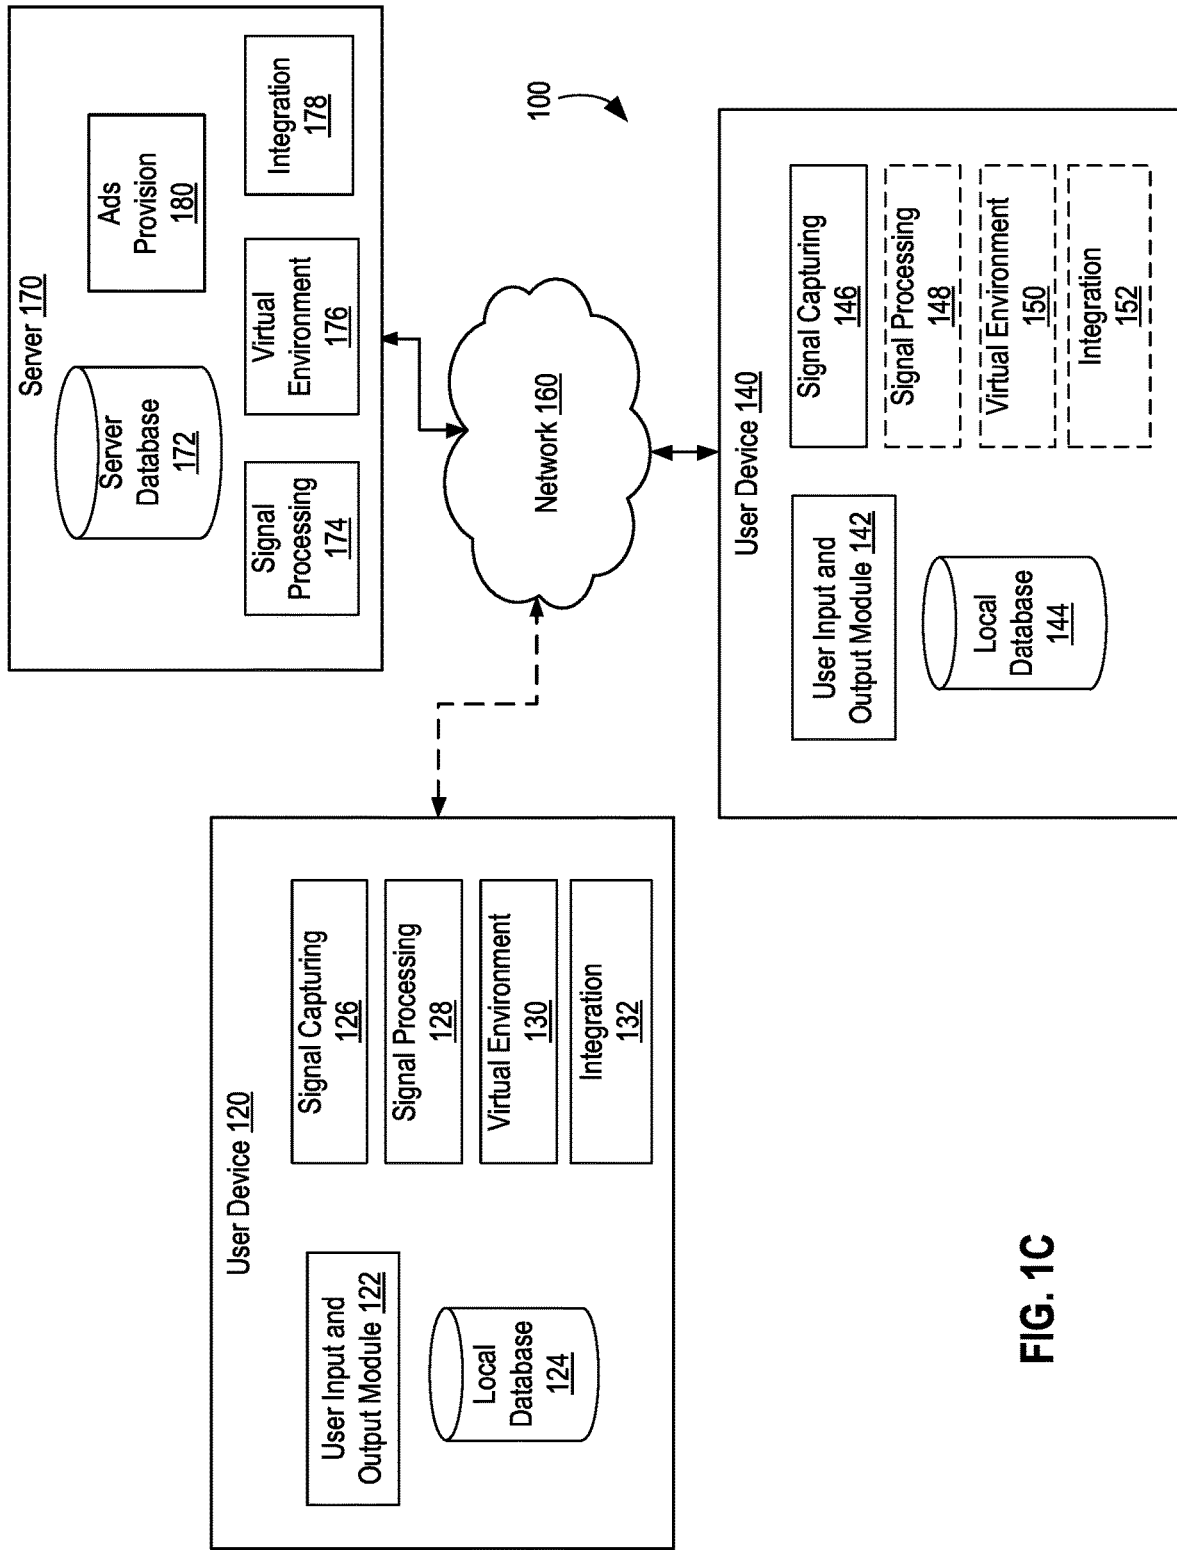 Server 170
Server
Database
172
Ads
Provision
180
Signal
Processing
174
Virtual
Environment
176
Integration
178
100
Network 160
User Device 120
User Input and
Output Module 122
Local
Database
124
Signal Capturing
126
Signal Processing
128
Virtual Environment
130
Integration
132
User Device 140
User Input and
Output Module 142
Local
Database
144
Signal Capturing
146
Signal Processing
148
Virtual Environment
150
Integration
152
FIG. 1C